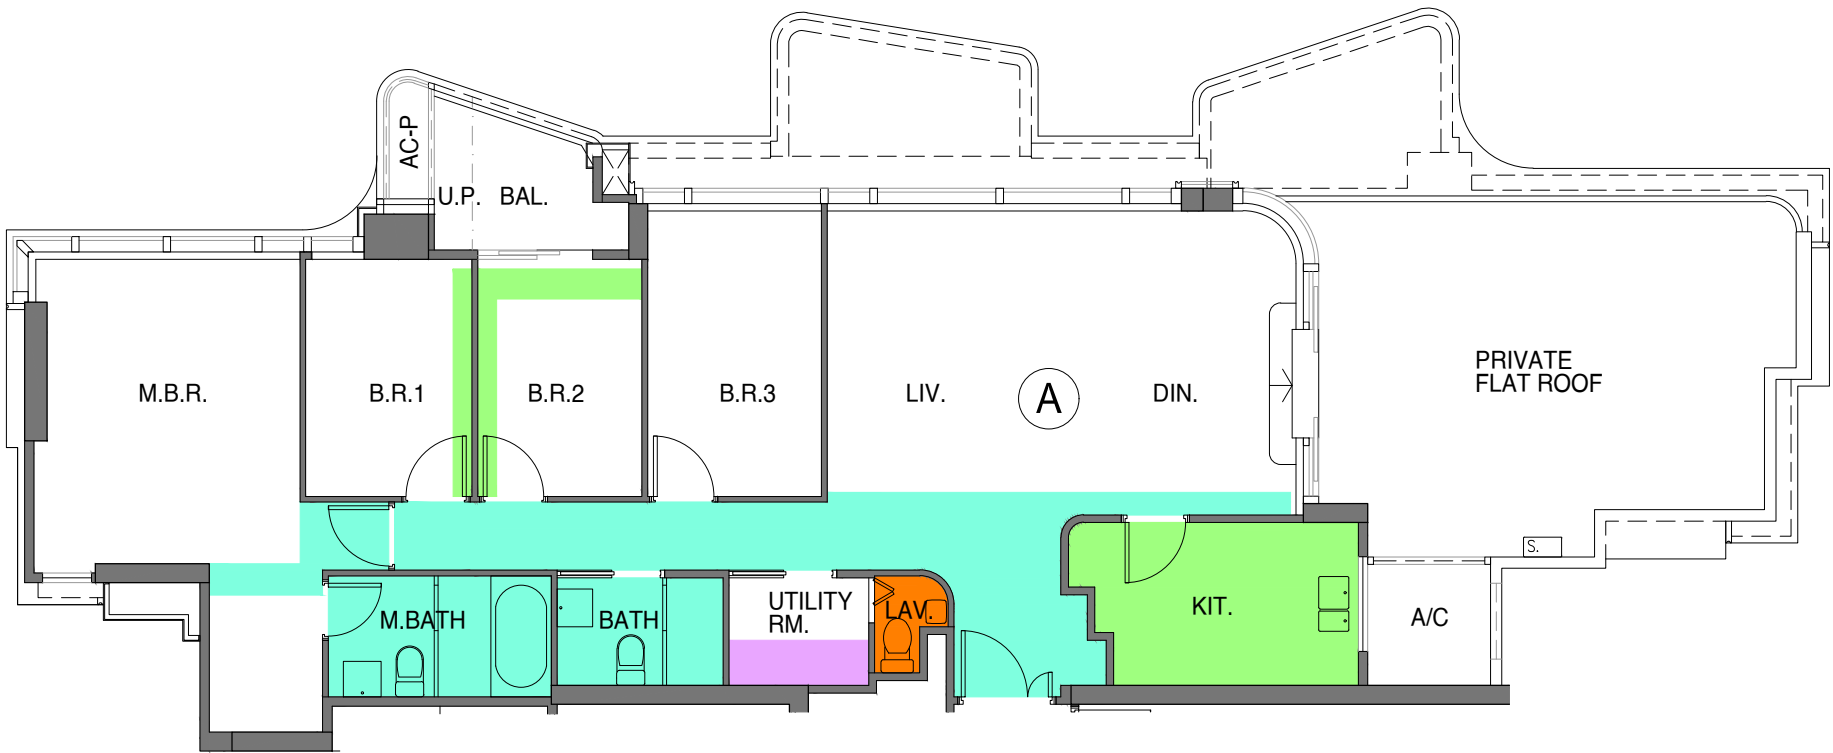 AC-P
U.P. BAL.
M.B.R.
B.R.1
B.R.2
B.R.3
LIV.
A
DIN.
PRIVATE
FLAT ROOF
S.
M.BATH
BATH
UTILITY
RM.
LAV.
KIT.
A/C